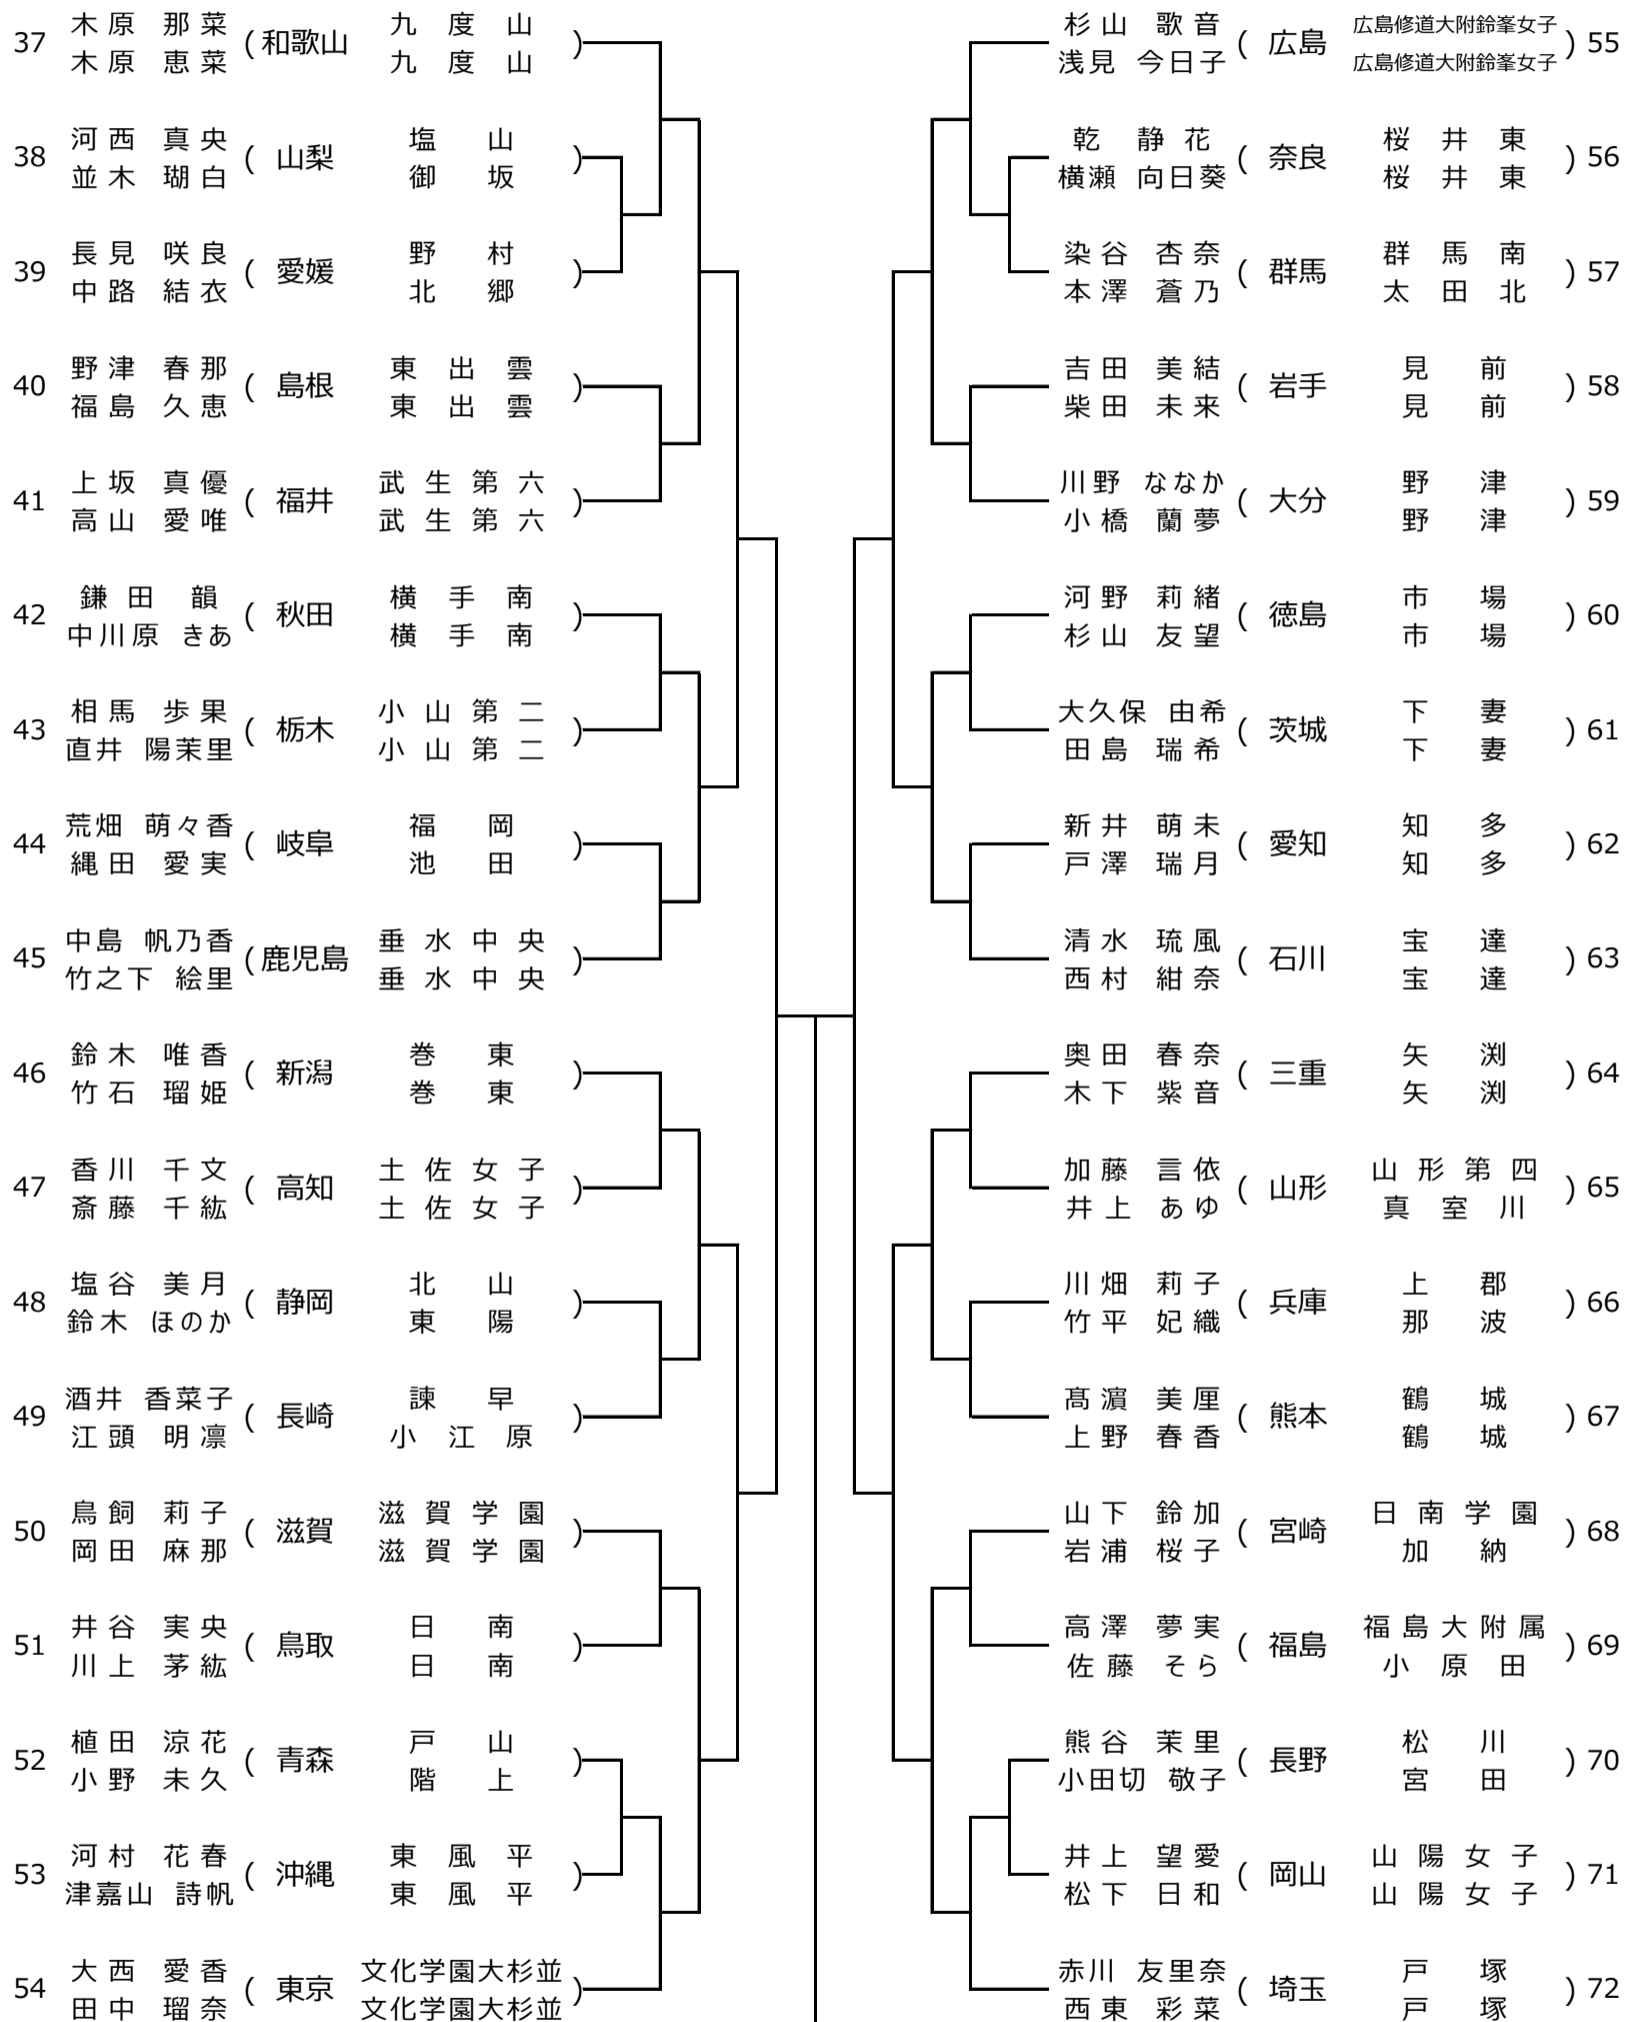 木原 那菜 九度山
37 ( 和歌山 )
木原 恵菜 九度山
河西 真央 塩山
38 ( 山梨 )
並木 瑚白 御坂
長見 咲良 野村
39 ( 愛媛 )
中路 結衣 北郷
野津 春那 東出雲
40 ( 島根 )
福島 久恵 東出雲
上坂 真優 武生第六
41 ( 福井 )
高山 愛唯 武生第六
鎌田 韻 横手南
42 ( 秋田 )
中川原 きあ 横手南
相馬 歩果 小山第二
43 ( 栃木 )
直井 陽茉里 小山第二
荒畑 萌々香 福岡
44 ( 岐阜 )
縄田 愛実 池田
中島 帆乃香 垂水中央
45 ( 鹿児島 )
竹之下 絵里 垂水中央
鈴木 唯香 巻東
46 ( 新潟 )
竹石 瑠姫 巻東
香川 千文 土佐女子
47 ( 高知 )
斎藤 千紘 土佐女子
塩谷 美月 北山
48 ( 静岡 )
鈴木 ほのか 東陽
酒井 香菜子 諫早
49 ( 長崎 )
江頭 明凛 小江原
鳥飼 莉子 滋賀学園
50 ( 滋賀 )
岡田 麻那 滋賀学園
井谷 実央 日南
51 ( 鳥取 )
川上 茅紘 日南
植田 涼花 戸山
52 ( 青森 )
小野 未久 階上
河村 花春 東風平
53 ( 沖縄 )
津嘉山 詩帆 東風平
大西 愛香 文化学園大杉並
54 ( 東京 )
田中 瑠奈 文化学園大杉並
杉山 歌音 広島修道大附鈴峯女子
( 広島 ) 55
浅見 今日子 広島修道大附鈴峯女子
乾 静花 桜井東
( 奈良 ) 56
横瀬 向日葵 桜井東
染谷 杏奈 群馬南
( 群馬 ) 57
本澤 蒼乃 太田北
吉田 美結 見前
( 岩手 ) 58
柴田 未来 見前
川野 ななか 野津
( 大分 ) 59
小橋 蘭夢 野津
河野 莉緒 市場
( 徳島 ) 60
杉山 友望 市場
大久保 由希 下妻
( 茨城 ) 61
田島 瑞希 下妻
新井 萌未 知多
( 愛知 ) 62
戸澤 瑞月 知多
清水 琉風 宝達
( 石川 ) 63
西村 紺奈 宝達
奥田 春奈 矢渕
( 三重 ) 64
木下 紫音 矢渕
加藤 言依 山形第四
( 山形 ) 65
井上 あゆ 真室川
川畑 莉子 上郡
( 兵庫 ) 66
竹平 妃織 那波
髙濵 美厘 鶴城
( 熊本 ) 67
上野 春香 鶴城
山下 鈴加 日南学園
( 宮崎 ) 68
岩浦 桜子 加納
高澤 夢実 福島大附属
( 福島 ) 69
佐藤 そら 小原田
熊谷 茉里 松川
( 長野 ) 70
小田切 敬子 宮田
井上 望愛 山陽女子
( 岡山 ) 71
松下 日和 山陽女子
赤川 友里奈 戸塚
( 埼玉 ) 72
西東 彩菜 戸塚